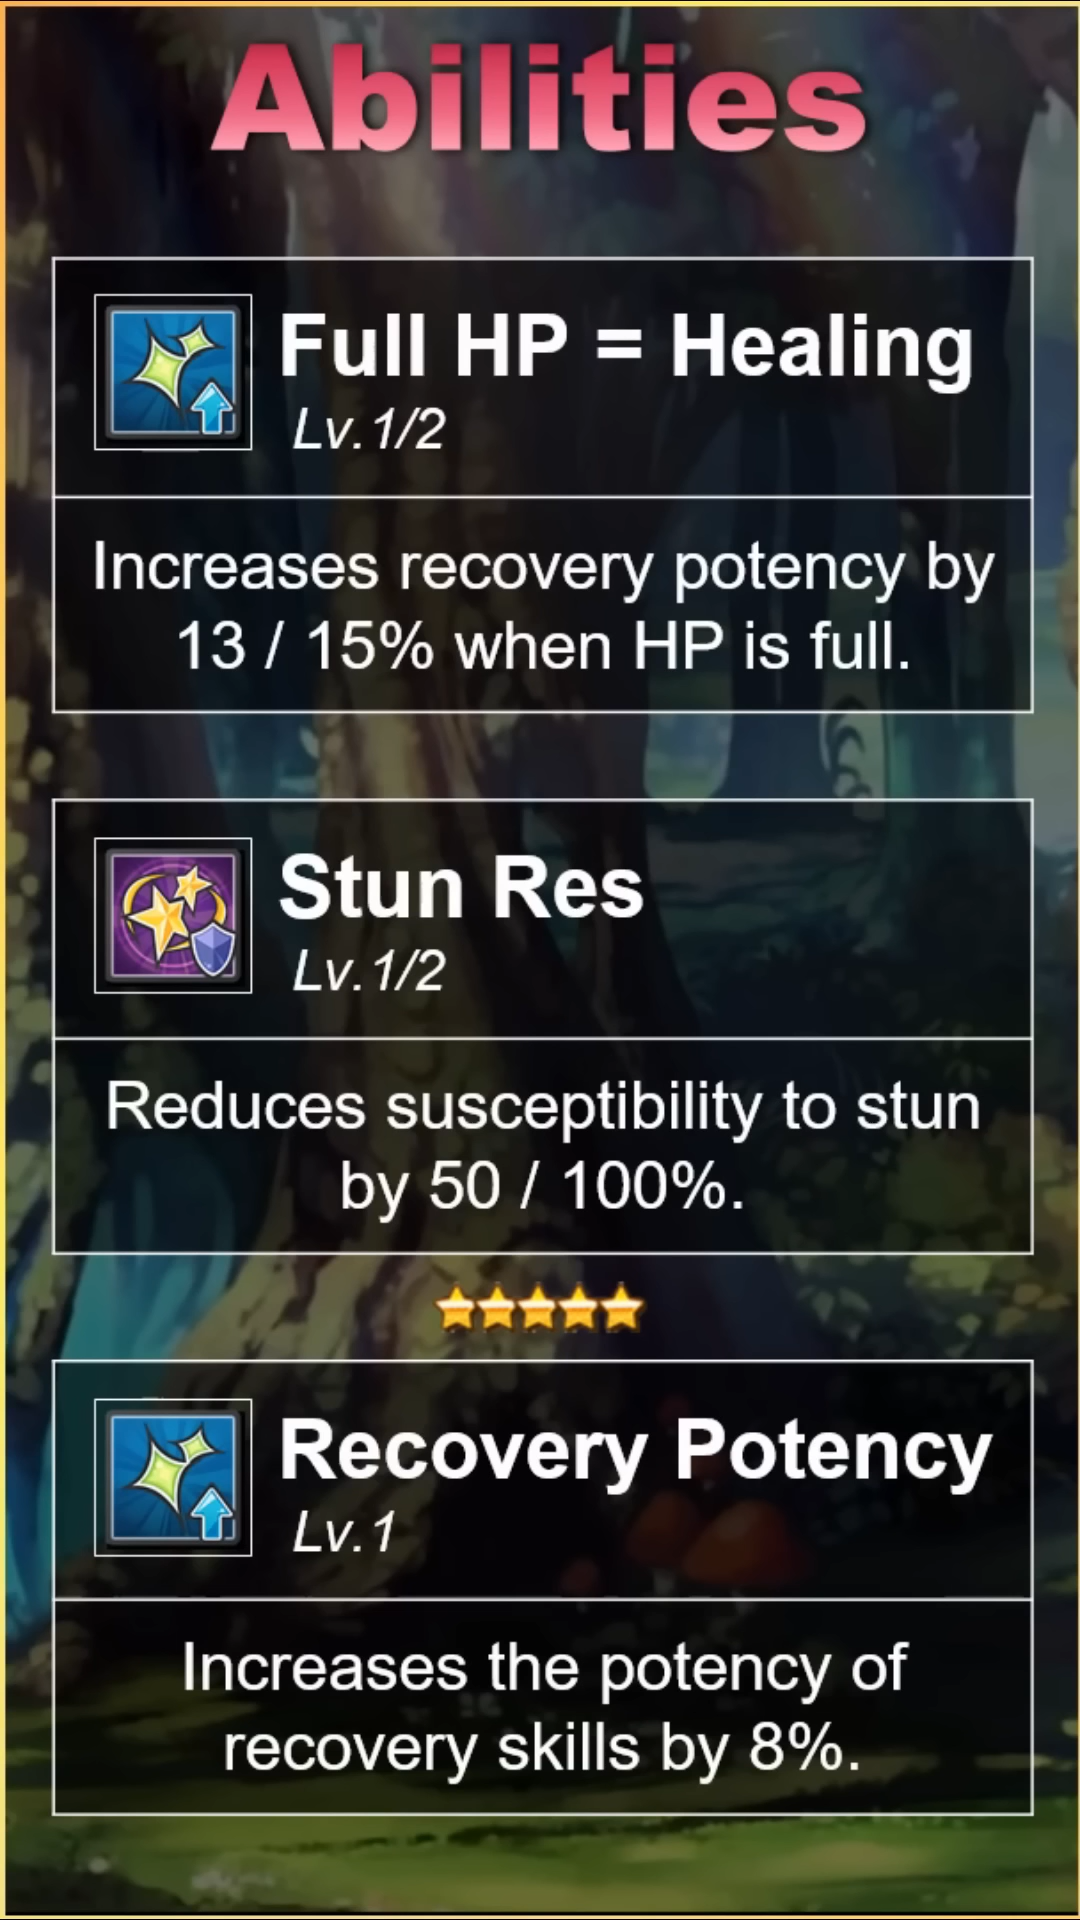 Abilities
Full HP = Healing
Lv.1/2
Increases recovery potency by
13 / 15% when HP is full.
Stun Res
Lv.1/2
Reduces susceptibility to stun
by 50 / 100%.
Recovery Potency
Lv.1
Increases the potency of
recovery skills by 8%.